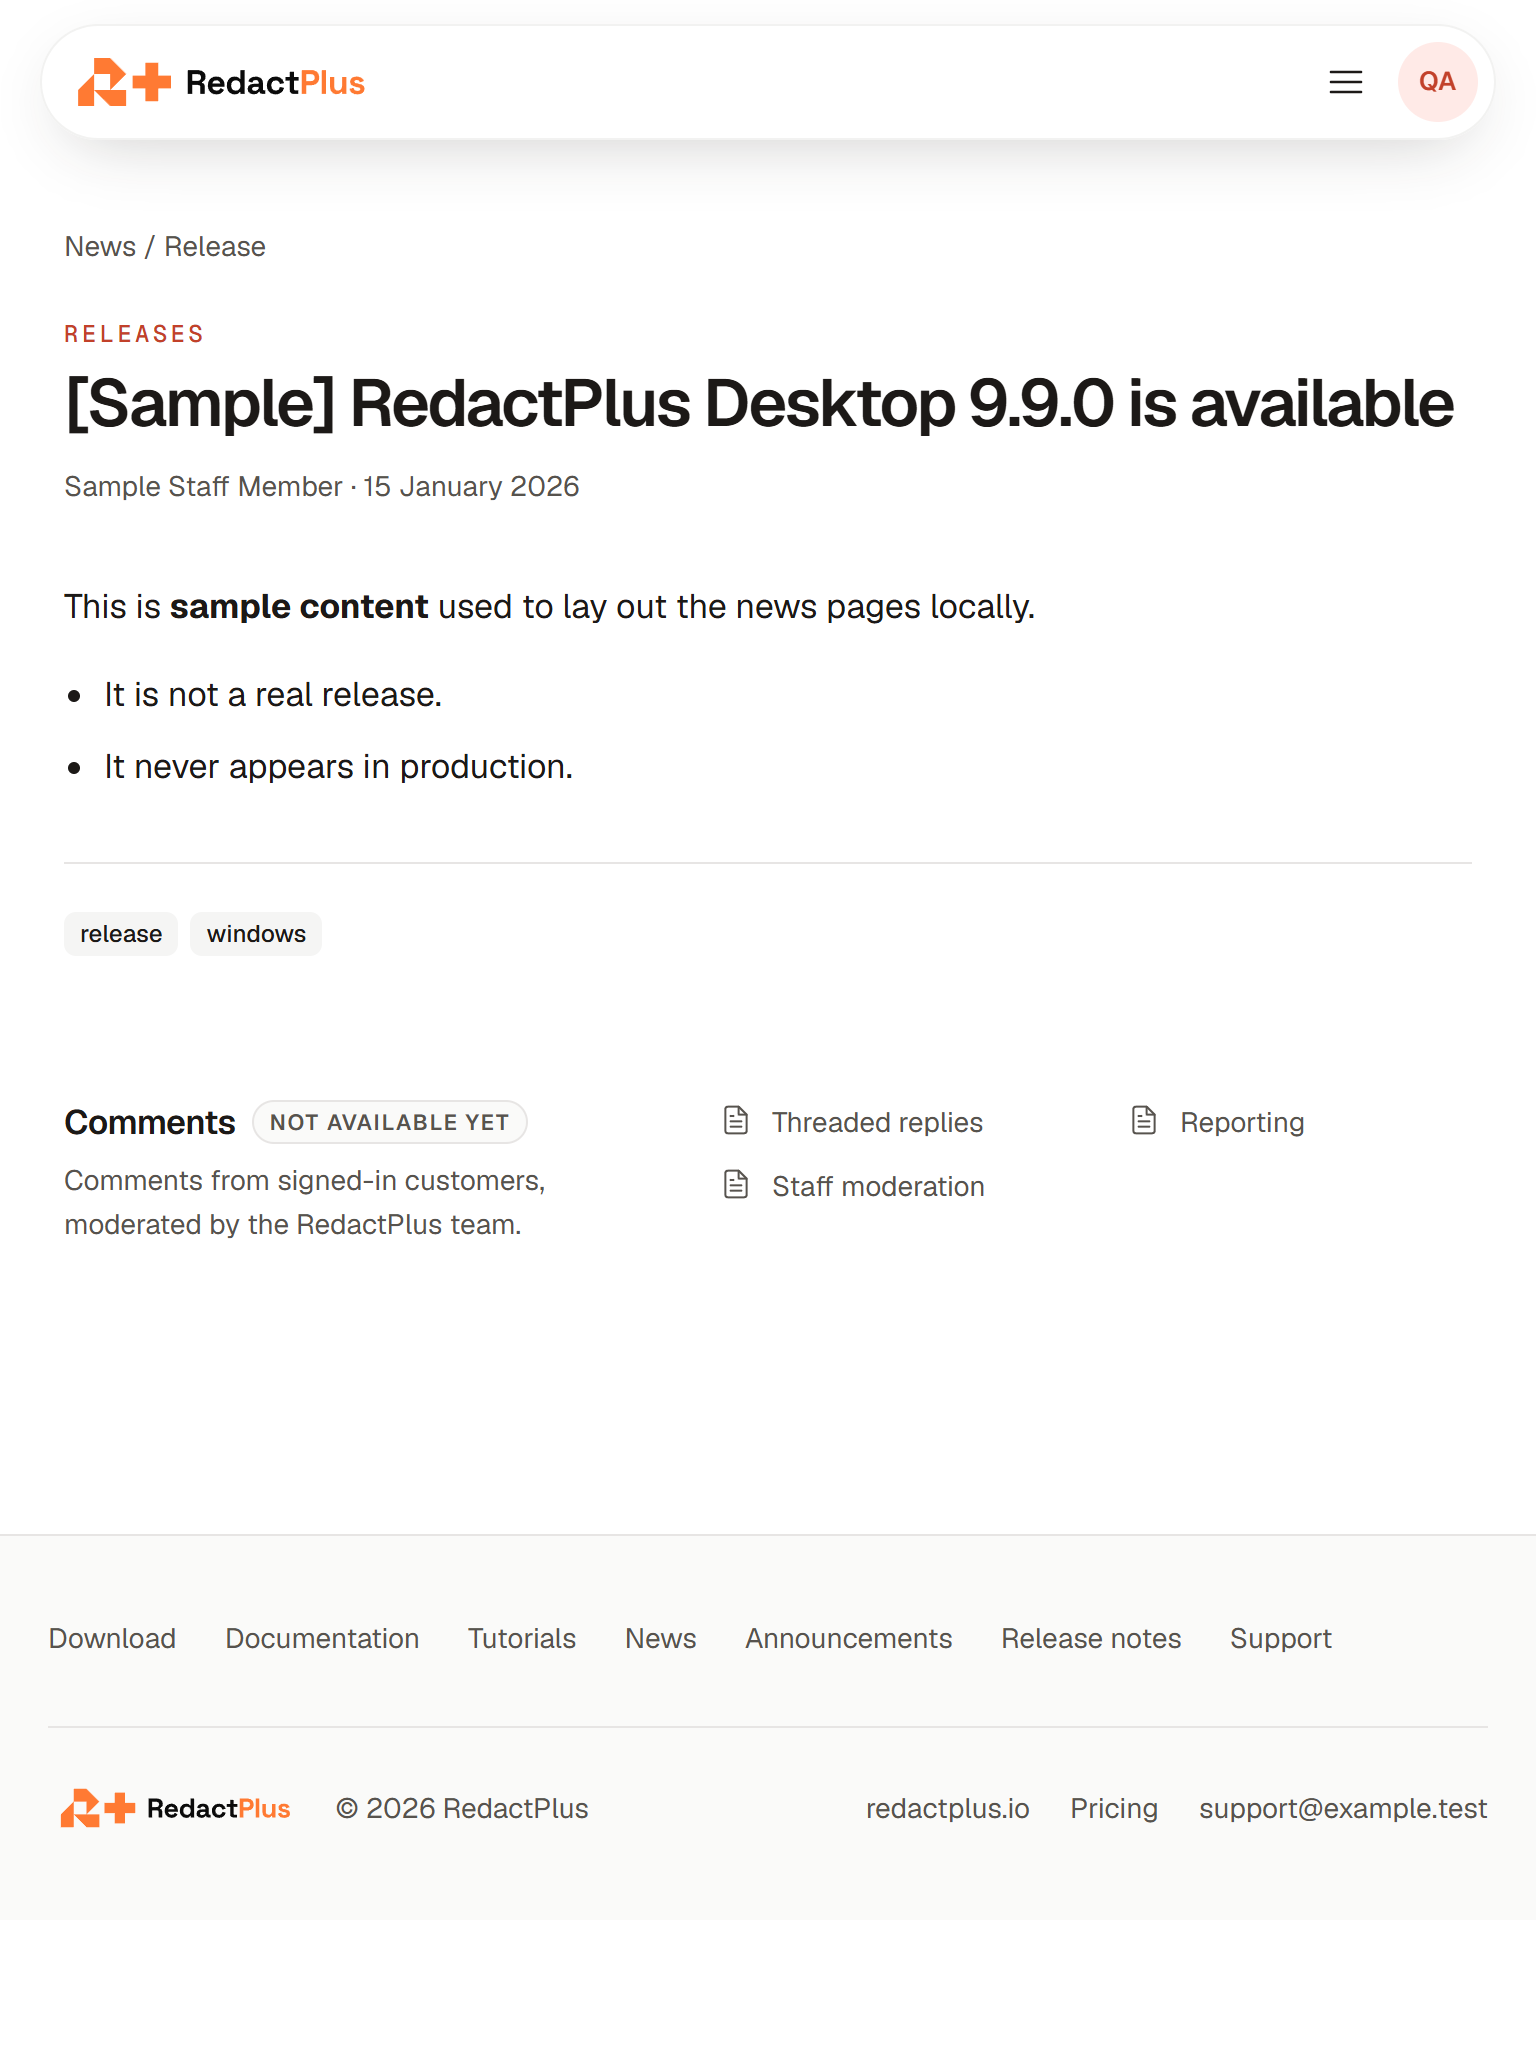 RedactPlus
QA
News / Release
RELEASES
[Sample] RedactPlus Desktop 9.9.0 is available
Sample Staff Member · 15 January 2026
This is sample content used to lay out the news pages locally.
• It is not a real release.
• It never appears in production.
release windows
Comments NOT AVAILABLE YET
Comments from signed-in customers,
moderated by the RedactPlus team.
Threaded replies
Reporting
Staff moderation
Download Documentation Tutorials News Announcements Release notes Support
RedactPlus © 2026 RedactPlus redactplus.io Pricing support@example.test